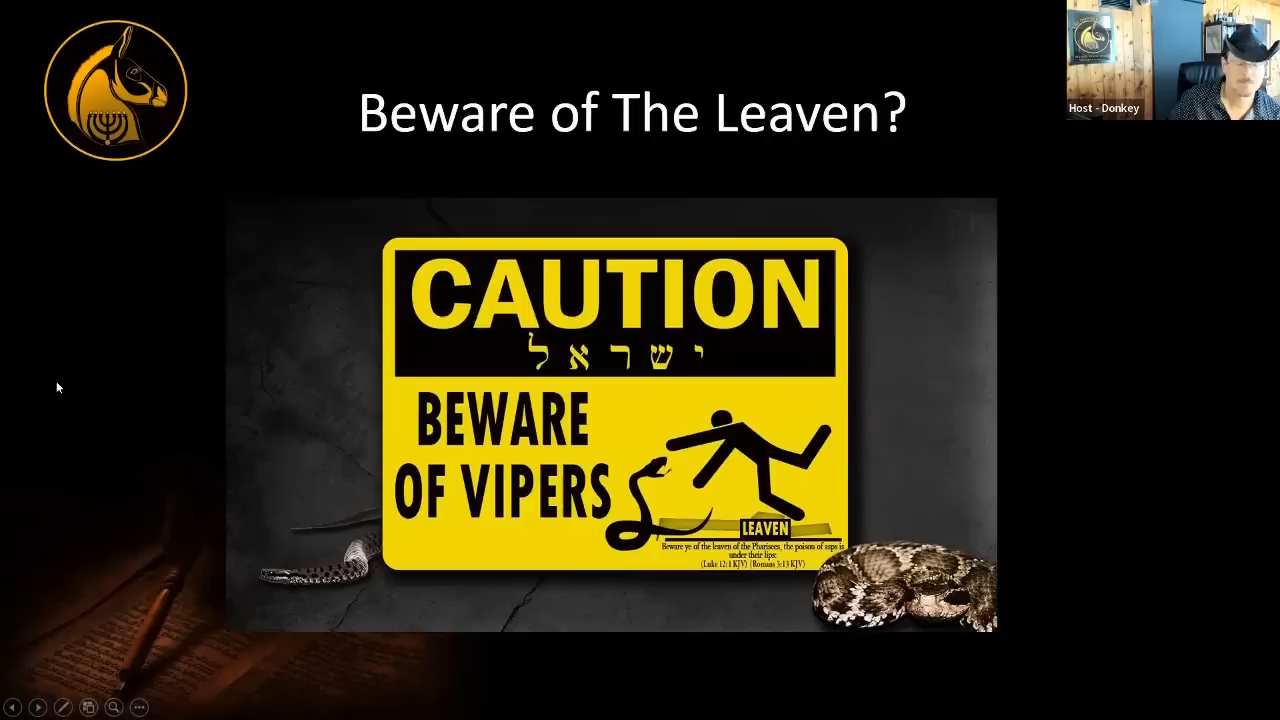 Beware of The Leaven?
Host - Donkey
CAUTION
ישראל
BEWARE
OF VIPERS
LEAVEN
Beware ye of the leaven of the Pharisees, the poison of asps is
under their lips:
(Luke 12:1 KJV) (Romans 3:13 KJV)